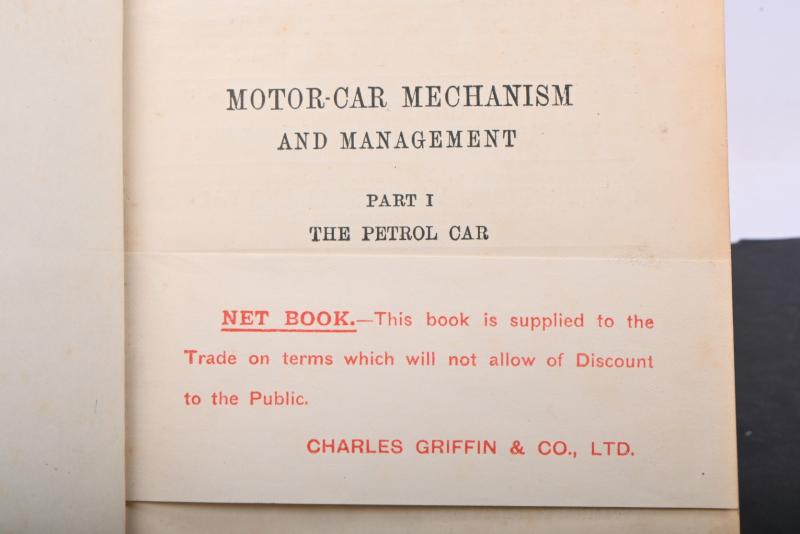 MOTOR-CAR MECHANISM
AND MANAGEMENT
PART I
THE PETROL CAR
NET BOOK.—This book is supplied to the
Trade on terms which will not allow of Discount
to the Public.
CHARLES GRIFFIN & CO., LTD.